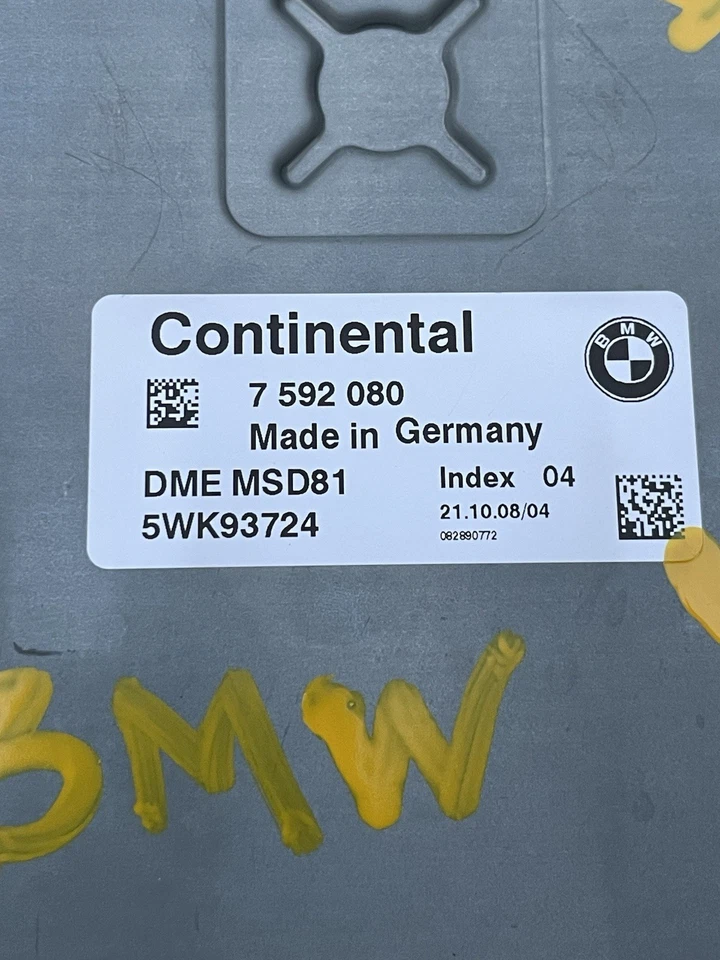 Continental
BMW
7 592 080
Made in Germany
DME MSD81
Index 04
5WK93724
21.10.08/04
082890772
BMW